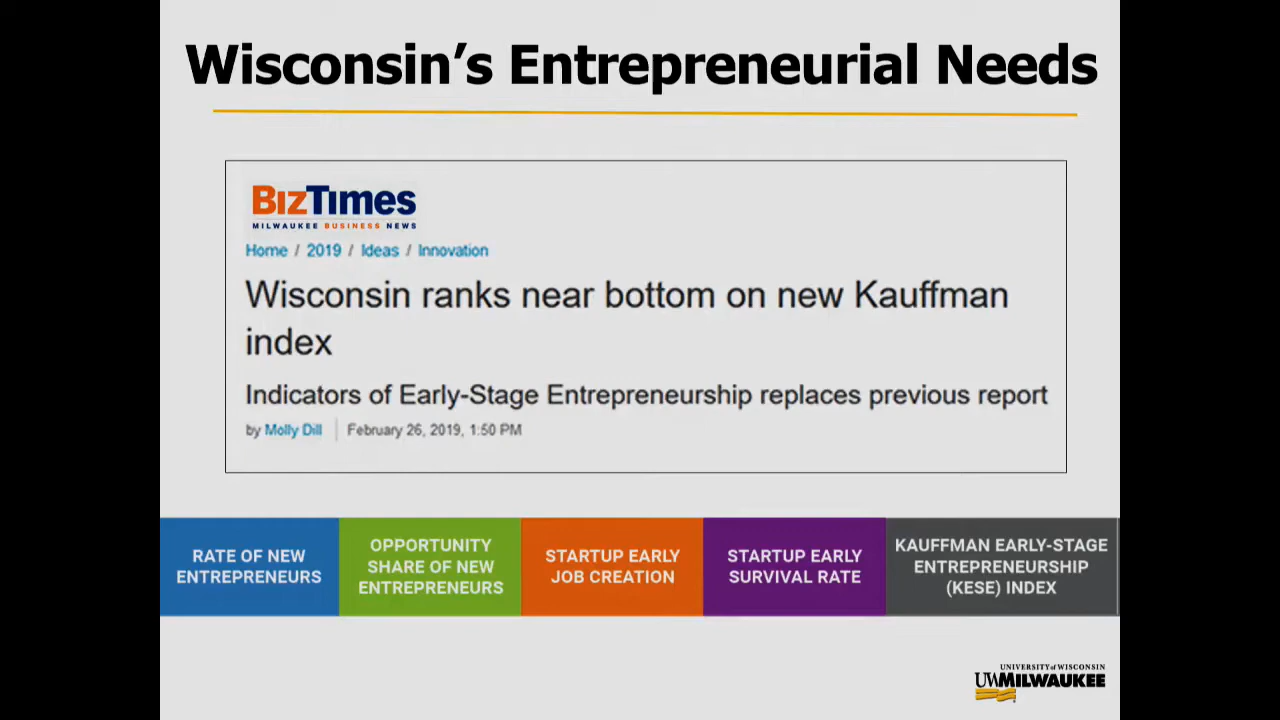 Wisconsin’s Entrepreneurial Needs
BizTimes
MILWAUKEE BUSINESS NEWS
Home / 2019 / Ideas / Innovation
Wisconsin ranks near bottom on new Kauffman
index
Indicators of Early-Stage Entrepreneurship replaces previous report
by Molly Dill | February 26, 2019, 1:50 PM
RATE OF NEW
ENTREPRENEURS
OPPORTUNITY
SHARE OF NEW
ENTREPRENEURS
STARTUP EARLY
JOB CREATION
STARTUP EARLY
SURVIVAL RATE
KAUFFMAN EARLY-STAGE
ENTREPRENEURSHIP
(KESE) INDEX
UNIVERSITY of WISCONSIN
UWMILWAUKEE